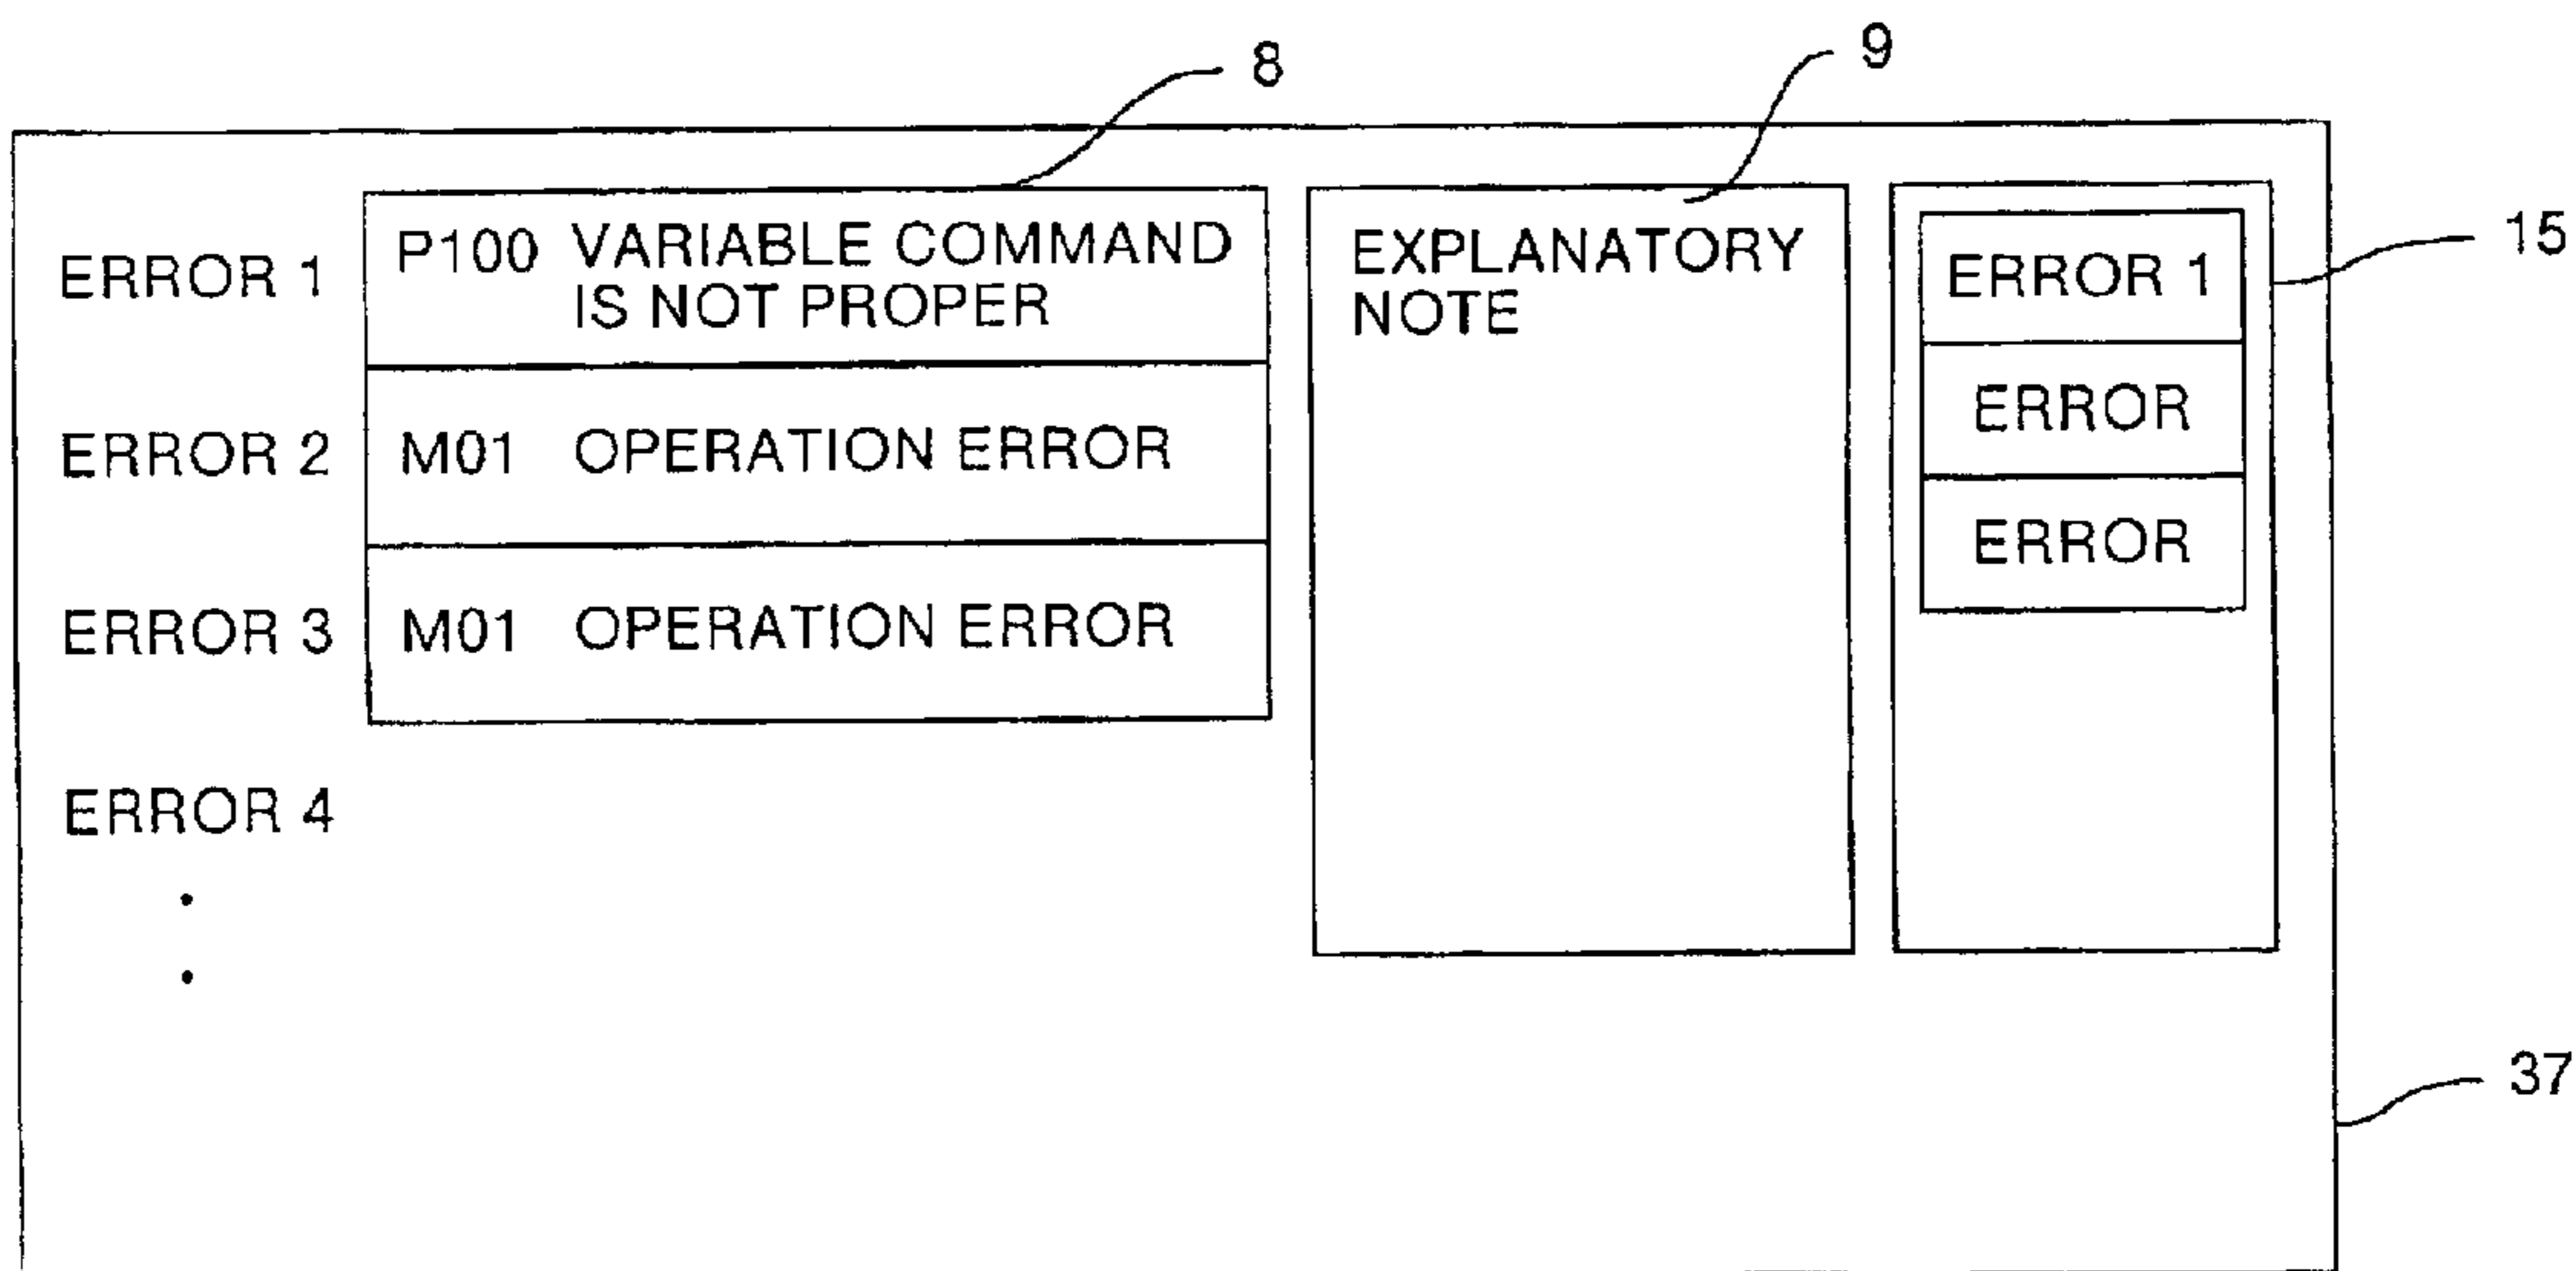 8
9
ERROR 1
P100 VARIABLE COMMAND
IS NOT PROPER
ERROR 2
M01 OPERATION ERROR
ERROR 3
M01 OPERATION ERROR
ERROR 4
EXPLANATORY
NOTE
ERROR 1
ERROR
ERROR
15
37